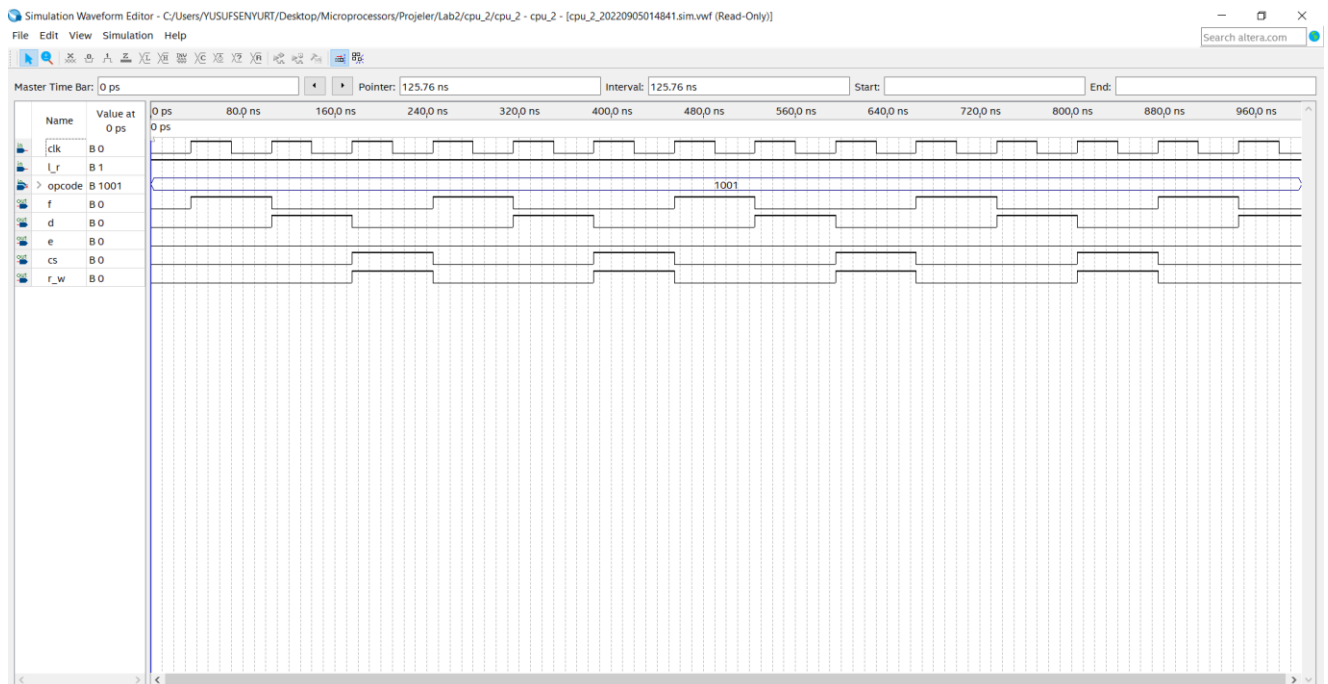 Simulation Waveform Editor - C:/Users/YUSUFSENYURT/Desktop/Microprocessors/Projeler/Lab2/cpu_2/cpu_2 - cpu_2 - [cpu_2_20220905014841.sim.vwf (Read-Only)]
File Edit View Simulation Help
Search altera.com
Master Time Bar: 0 ps Pointer: 125.76 ns Interval: 125.76 ns Start: End:
Name Value at 0 ps
0 ps 80,0 ns 160,0 ns 240,0 ns 320,0 ns 400,0 ns 480,0 ns 560,0 ns 640,0 ns 720,0 ns 800,0 ns 880,0 ns 960,0 ns
0 ps
clk B 0
l_r B 1
> opcode B 1001 1001
f B 0
d B 0
e B 0
cs B 0
r_w B 0